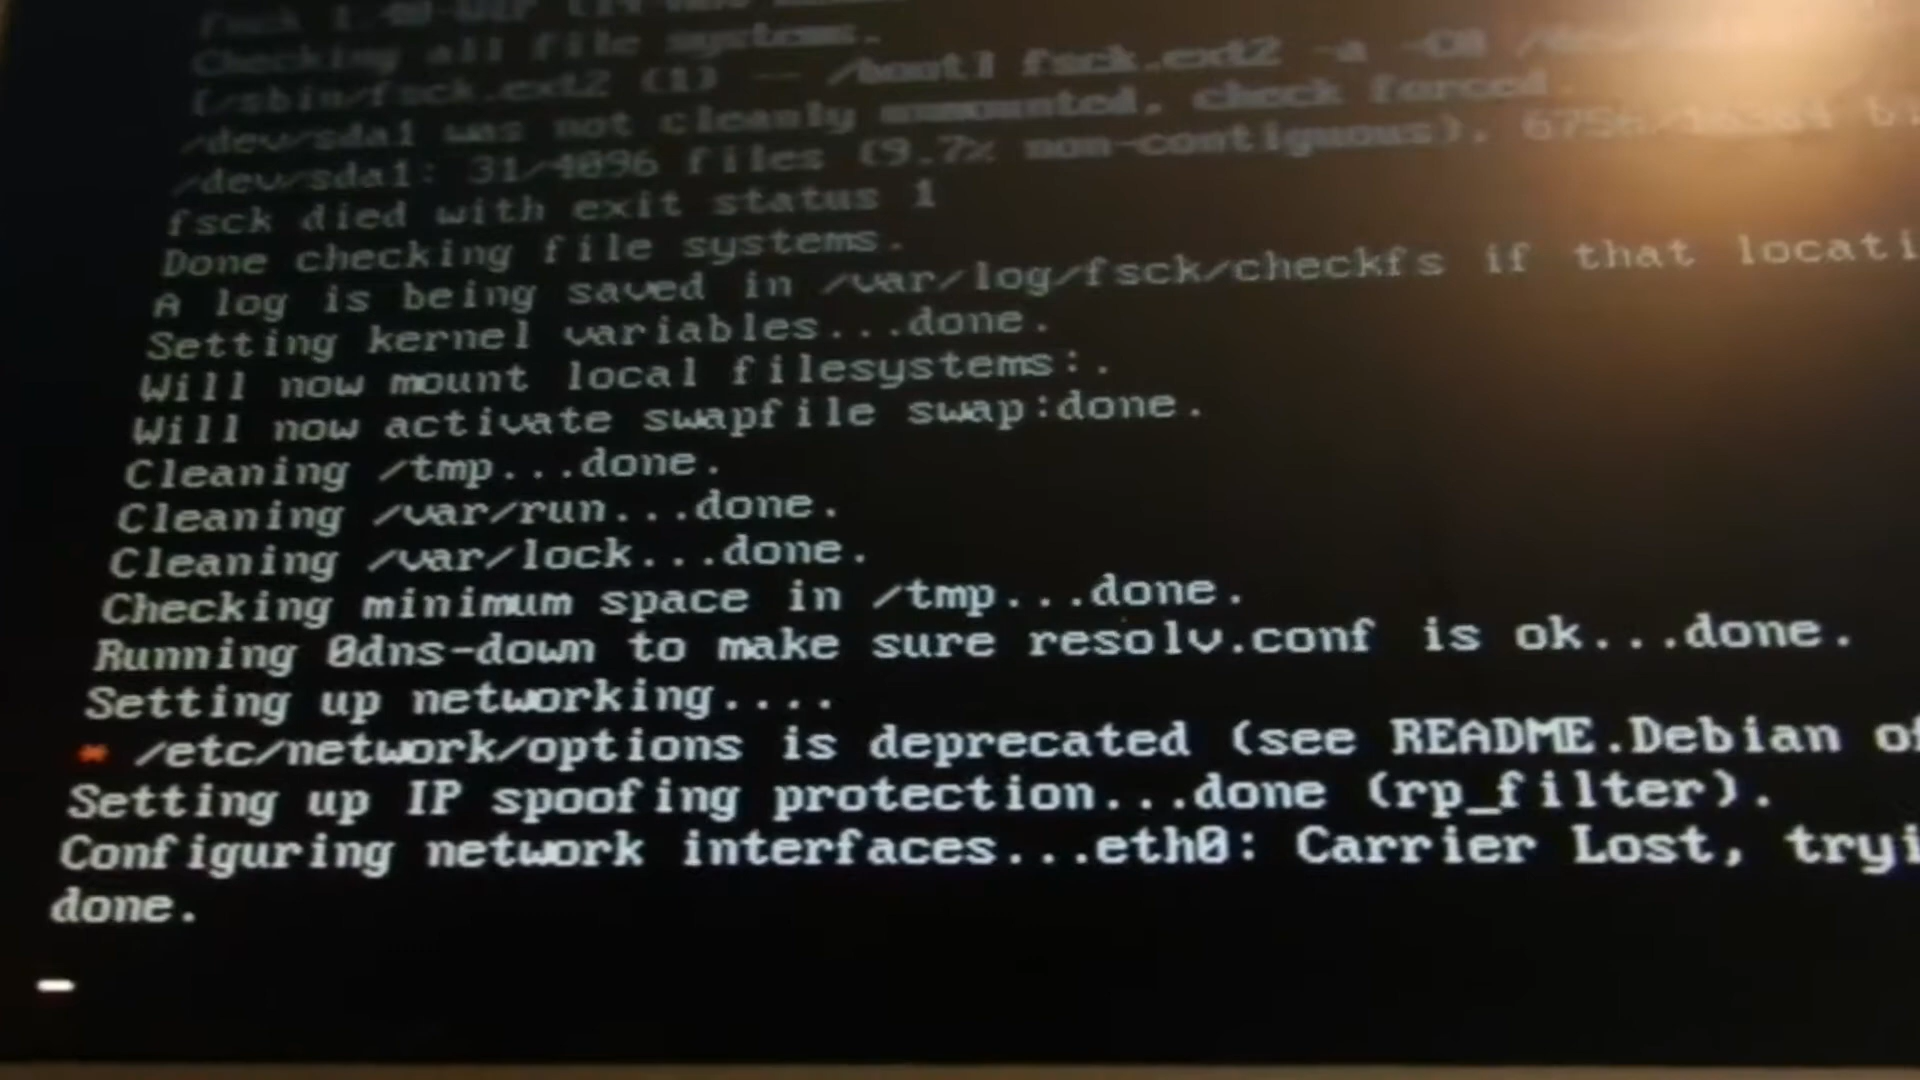 Checking all file systems.
[/sbin/fsck.ext2 (1) -- /boot] fsck.ext2 -a -C0
/dev/sda1 was not cleanly unmounted, check forced.
/dev/sda1: 31/4096 files (9.7% non-contiguous),
fsck died with exit status 1
Done checking file systems.
A log is being saved in /var/log/fsck/checkfs if that locati
Setting kernel variables...done.
Will now mount local filesystems:.
Will now activate swapfile swap:done.
Cleaning /tmp...done.
Cleaning /var/run...done.
Cleaning /var/lock...done.
Checking minimum space in /tmp...done.
Running 0dns-down to make sure resolv.conf is ok...done.
Setting up networking....
* /etc/network/options is deprecated (see README.Debian of
Setting up IP spoofing protection...done (rp_filter).
Configuring network interfaces...eth0: Carrier Lost, tryi
done.